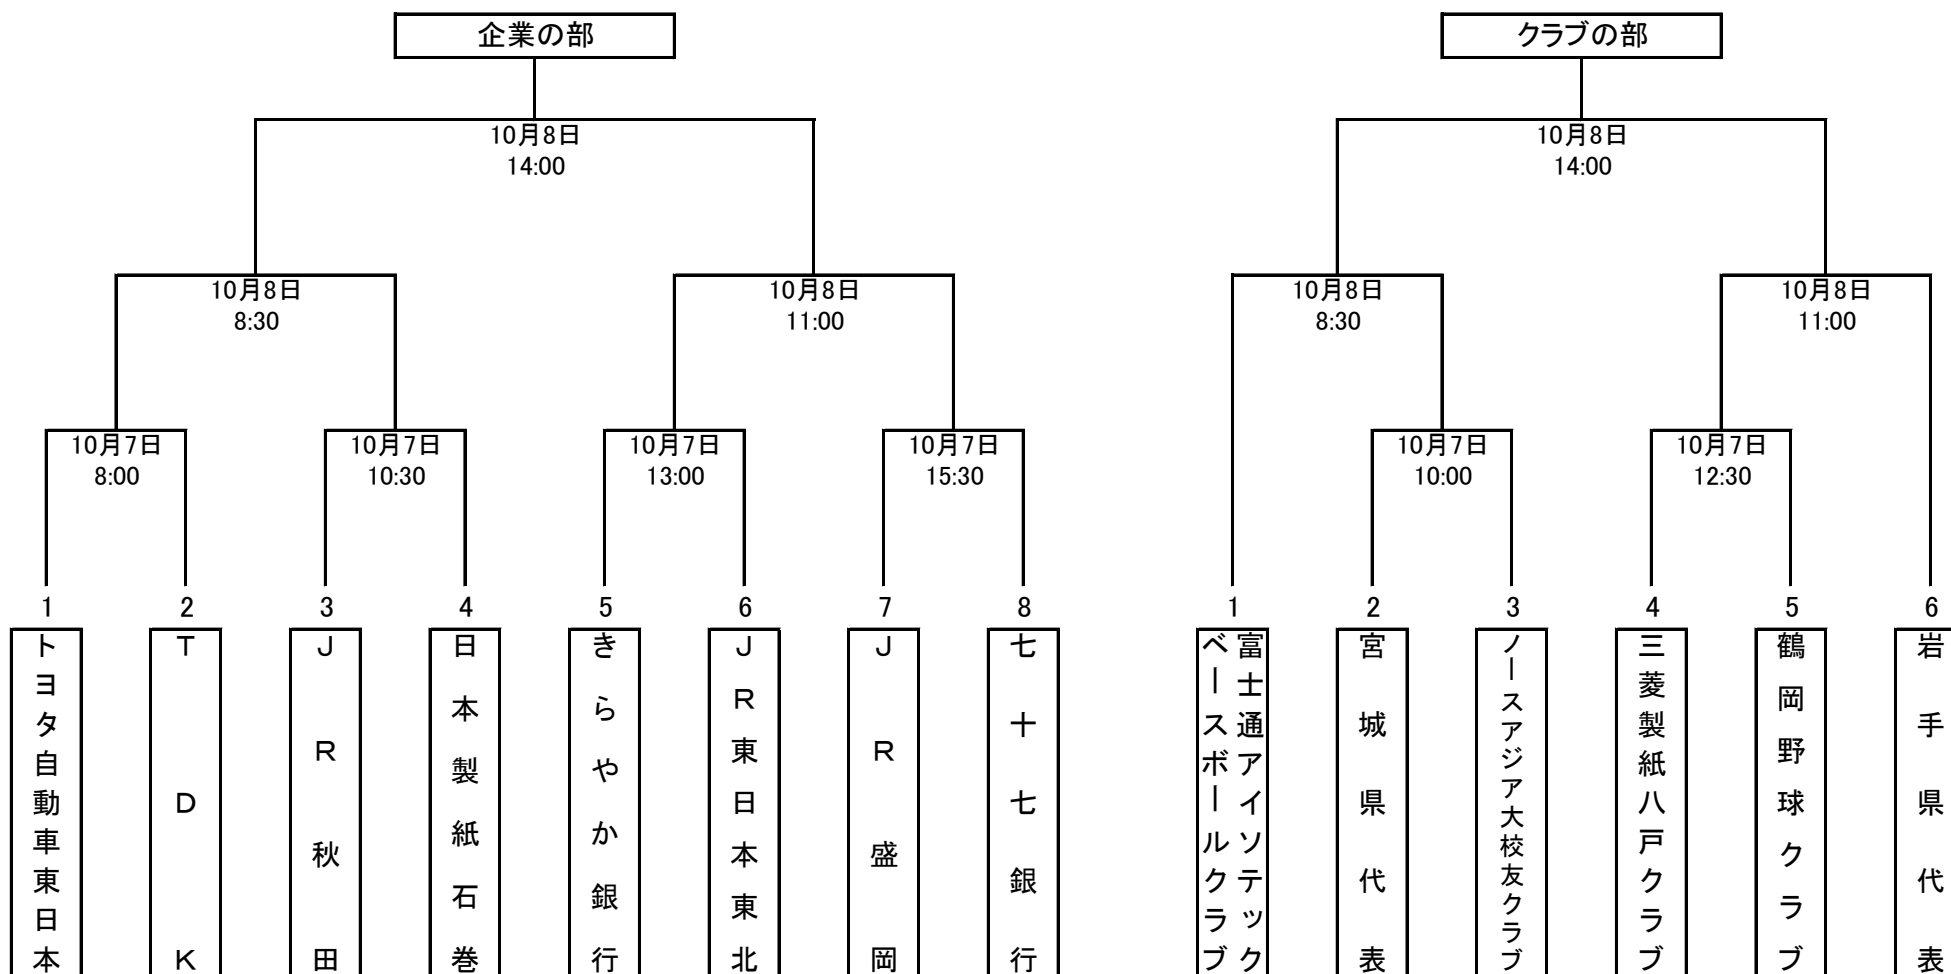 企業の部
クラブの部
10月8日
14:00
10月8日
14:00
10月8日
8:30
10月8日
11:00
10月8日
8:30
10月8日
11:00
10月7日
8:00
10月7日
10:30
10月7日
13:00
10月7日
15:30
10月7日
10:00
10月7日
12:30
1
2
3
4
5
6
7
8
1
2
3
4
5
6
トヨタ自動車東日本
TDK
JR秋田
日本製紙石巻
きらやか銀行
JR東日本東北
JR盛岡
七十七銀行
富士通アイソテック
ベースボールクラブ
宮城県代表
ノースアジア大校友クラブ
三菱製紙八戸クラブ
鶴岡野球クラブ
岩手県代表